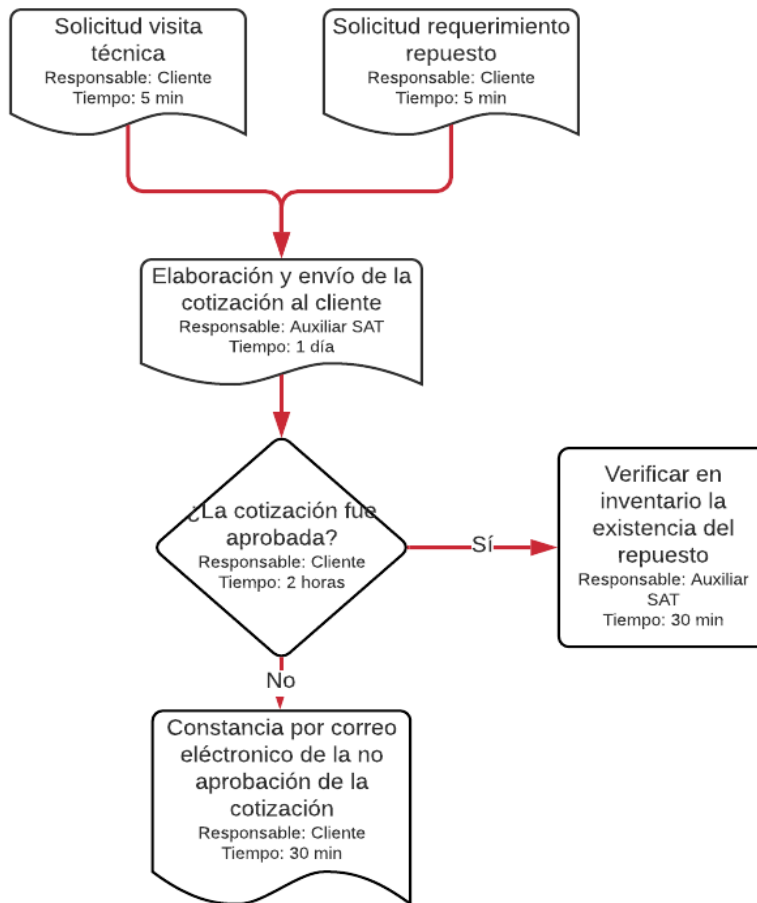 Solicitud visita
técnica
Responsable: Cliente
Tiempo: 5 min
Solicitud requerimiento
repuesto
Responsable: Cliente
Tiempo: 5 min
Elaboración y envío de la
cotización al cliente
Responsable: Auxiliar SAT
Tiempo: 1 día
¿La cotización fue
aprobada?
Responsable: Cliente
Tiempo: 2 horas
Sí
Verificar en
inventario la
existencia del
repuesto
Responsable: Auxiliar
SAT
Tiempo: 30 min
No
Constancia por correo
eléctronico de la no
aprobación de la
cotización
Responsable: Cliente
Tiempo: 30 min